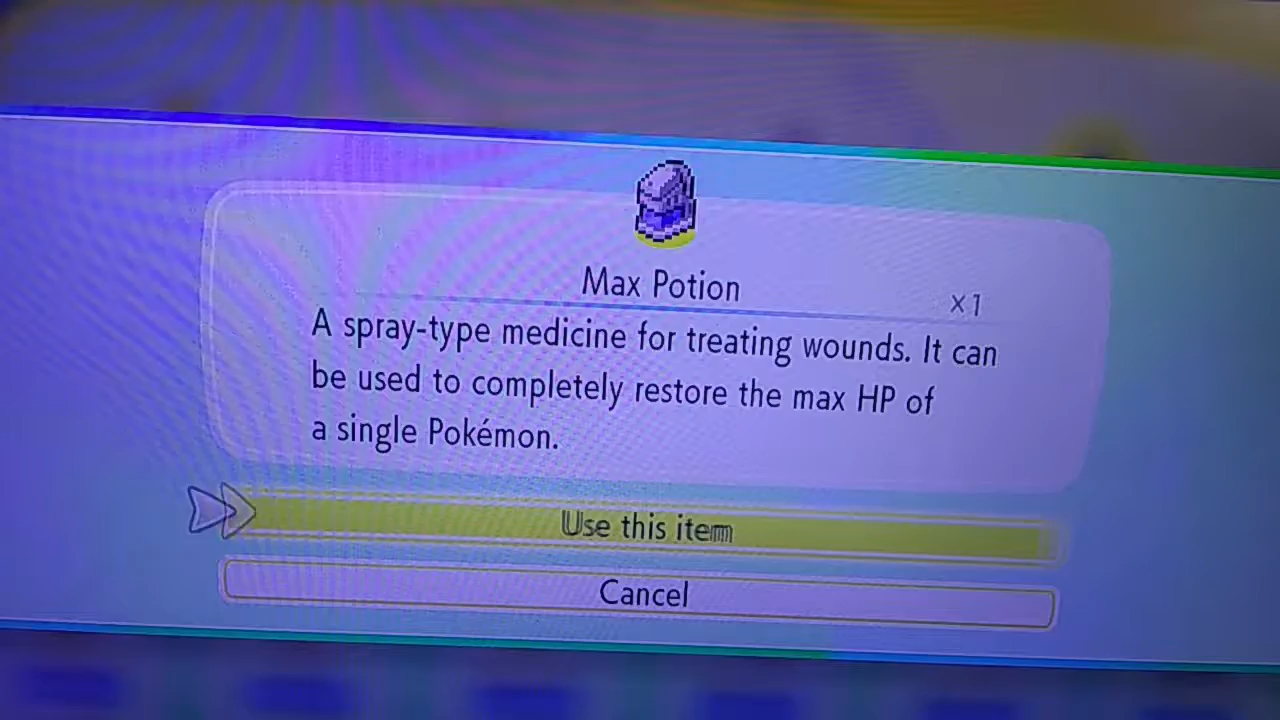 Max Potion
×1
A spray-type medicine for treating wounds. It can
be used to completely restore the max HP of
a single Pokémon.
Use this item
Cancel